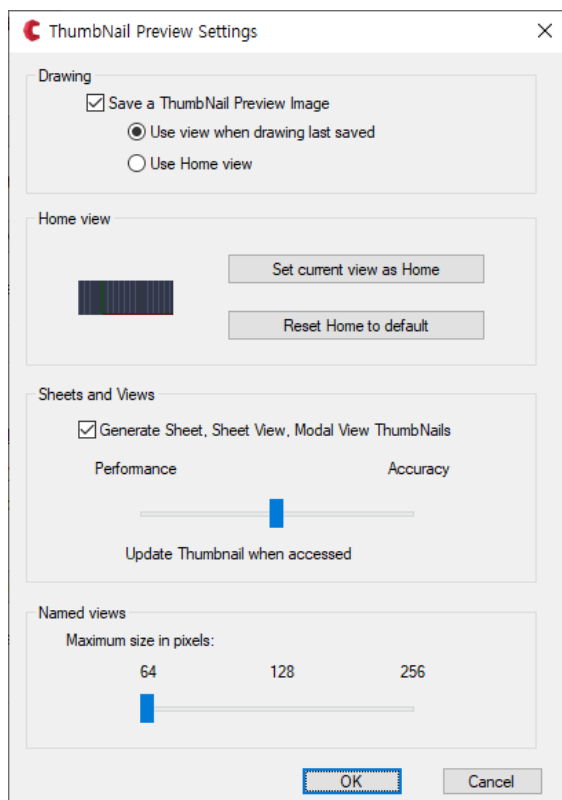 ThumbNail Preview Settings
Drawing
Save a ThumbNail Preview Image
Use view when drawing last saved
Use Home view
Home view
Set current view as Home
Reset Home to default
Sheets and Views
Generate Sheet, Sheet View, Modal View ThumbNails
Performance Accuracy
Update Thumbnail when accessed
Named views
Maximum size in pixels:
64 128 256
OK Cancel